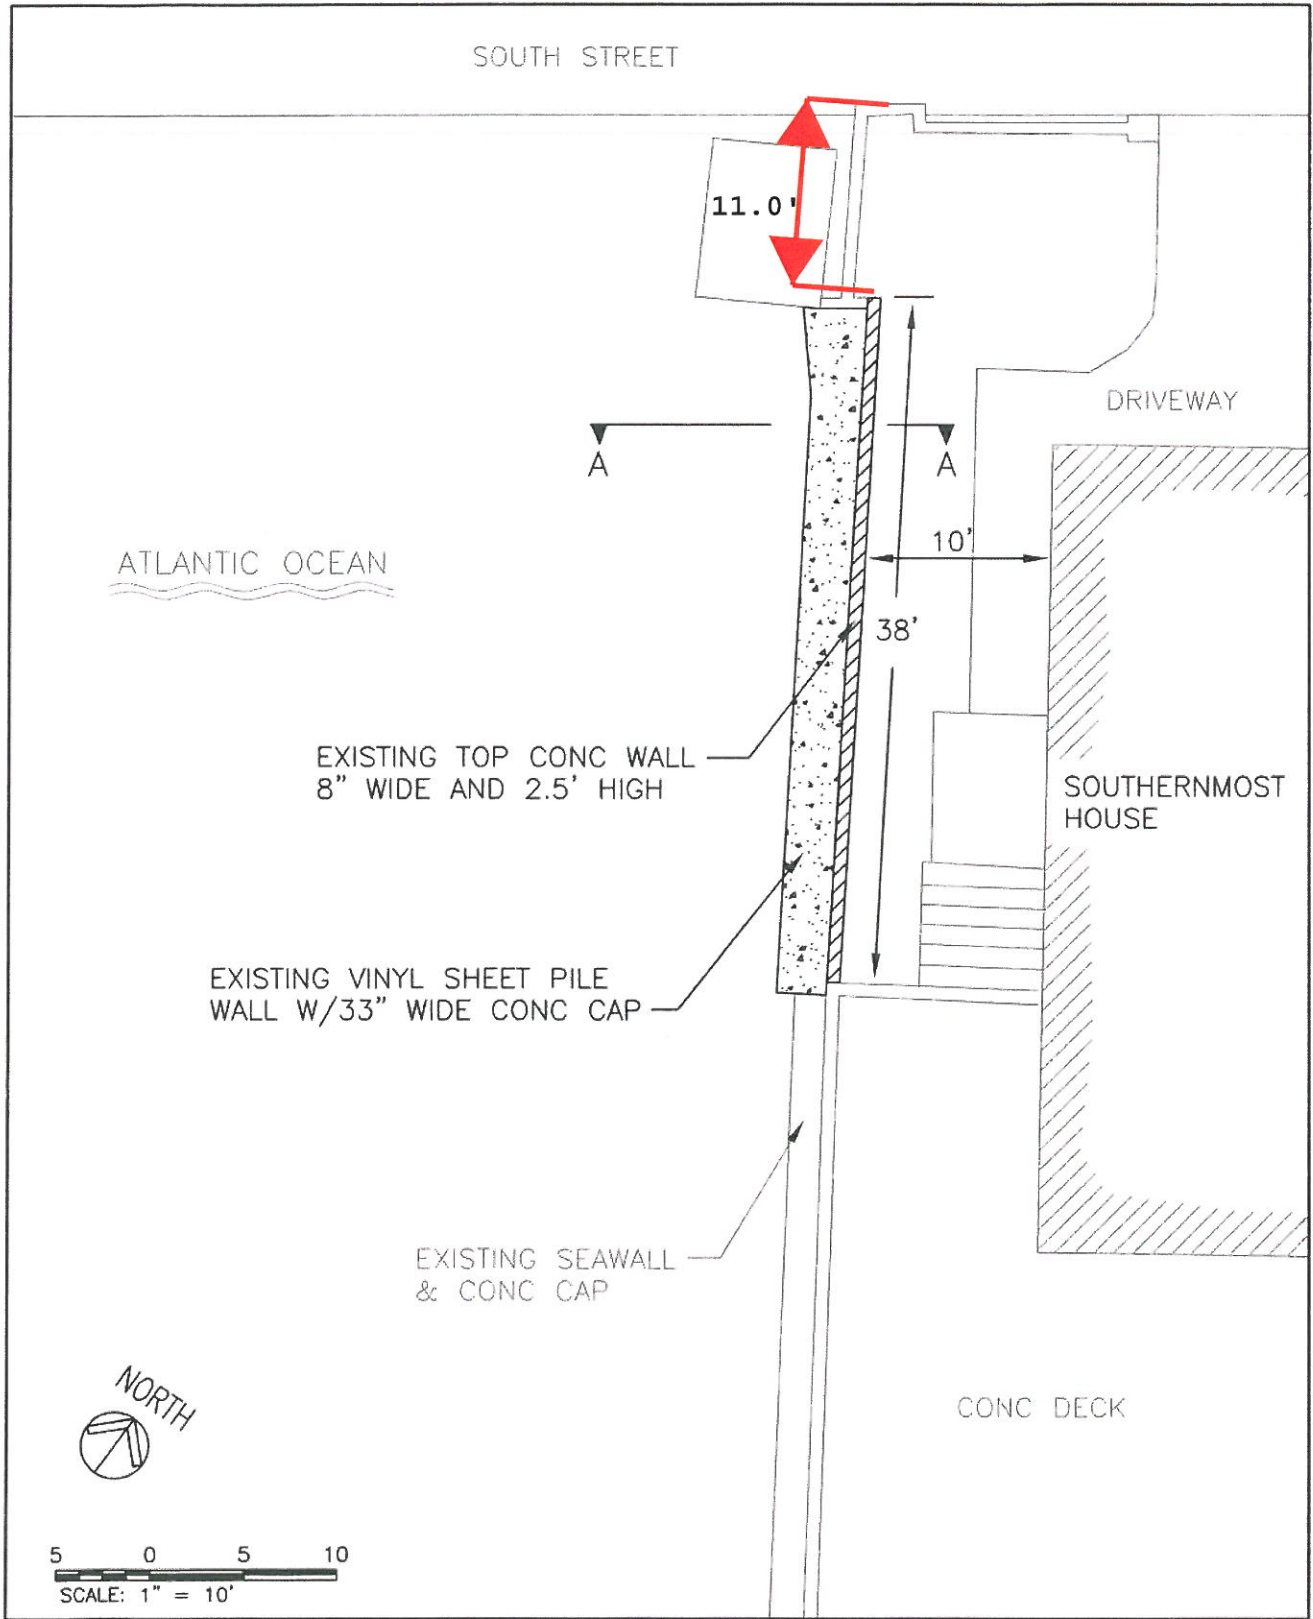 SOUTH STREET
11.0'
DRIVEWAY
A
A
10'
ATLANTIC OCEAN
38'
EXISTING TOP CONC WALL
8" WIDE AND 2.5' HIGH
SOUTHERNMOST
HOUSE
EXISTING VINYL SHEET PILE
WALL W/33" WIDE CONC CAP
EXISTING SEAWALL
& CONC CAP
NORTH
CONC DECK
5 0 5 10
SCALE: 1" = 10'